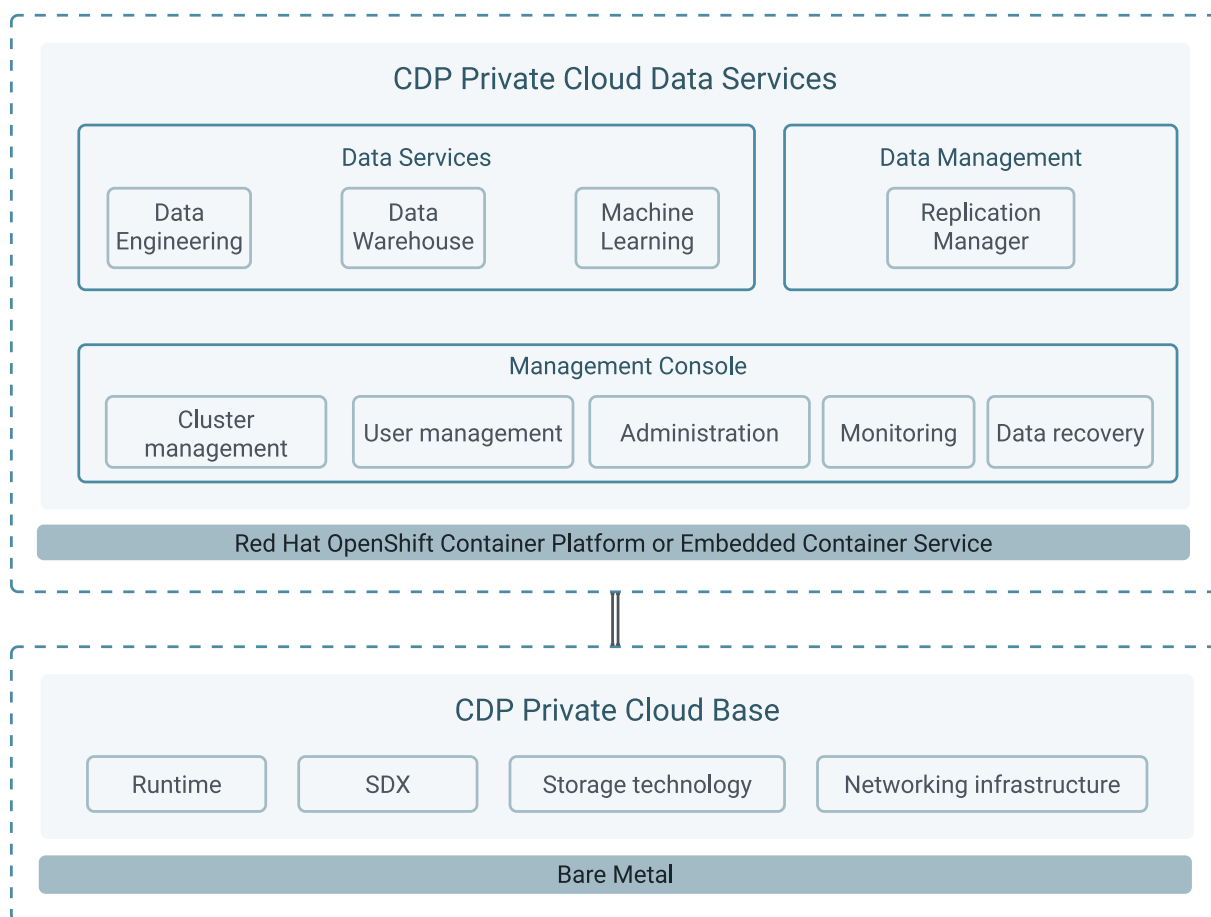 CDP Private Cloud Data Services
Data Services
Data Management
Data
Engineering
Data
Warehouse
Machine
Learning
Replication
Manager
Management Console
Cluster
management
User management
Administration
Monitoring
Data recovery
Red Hat OpenShift Container Platform or Embedded Container Service
CDP Private Cloud Base
Runtime
SDX
Storage technology
Networking infrastructure
Bare Metal